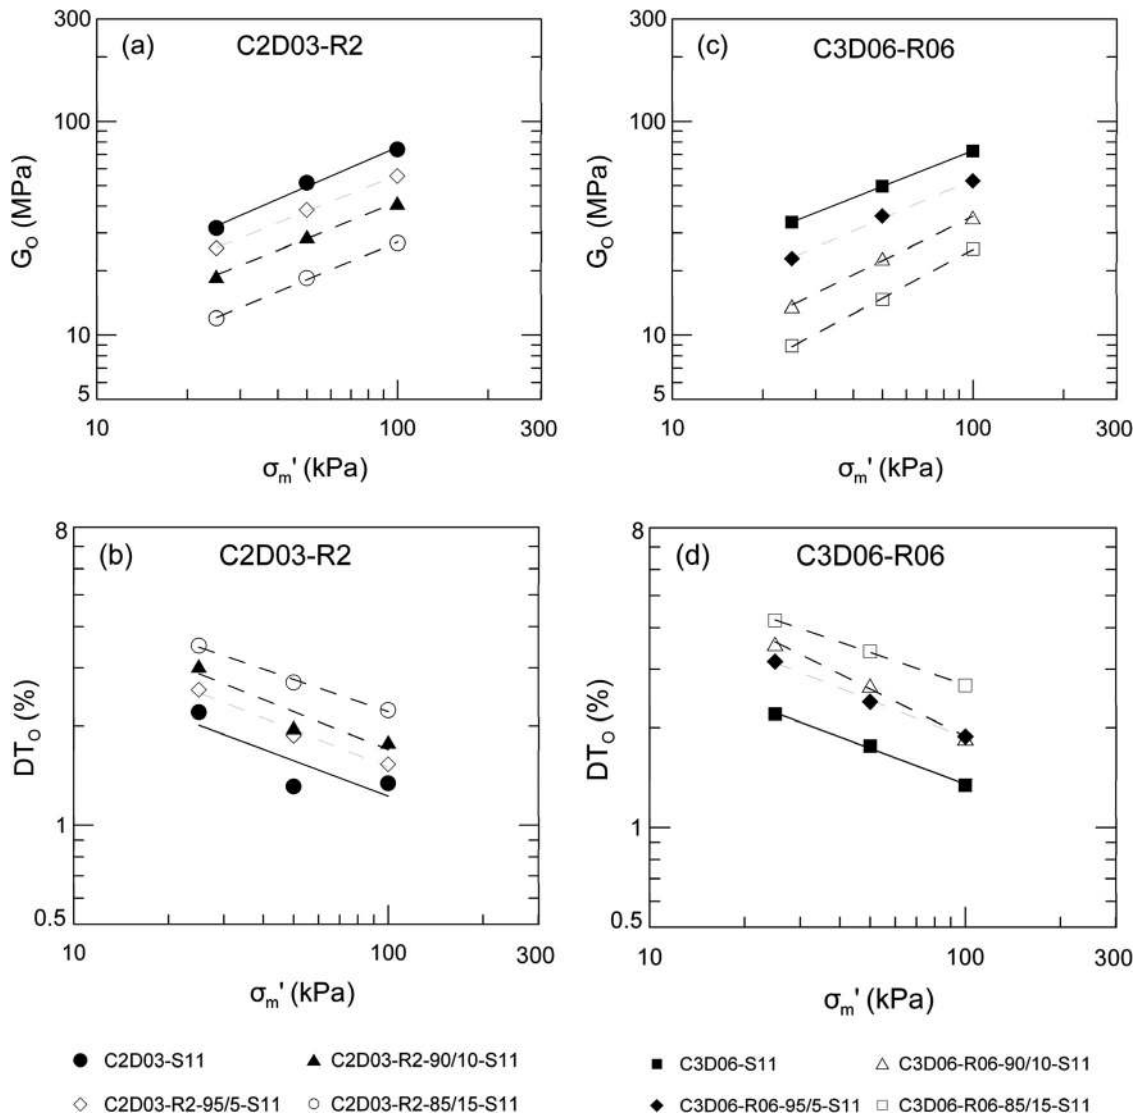 (a) C2D03-R2
300
100
10
5
G_O (MPa)
10 100 300
σ_m' (kPa)
(c) C3D06-R06
300
100
10
5
G_O (MPa)
10 100 300
σ_m' (kPa)
(b) C2D03-R2
8
1
0.5
DT_O (%)
10 100 300
σ_m' (kPa)
(d) C3D06-R06
8
1
0.5
DT_O (%)
10 100 300
σ_m' (kPa)
C2D03-S11
C2D03-R2-90/10-S11
C2D03-R2-95/5-S11
C2D03-R2-85/15-S11
C3D06-S11
C3D06-R06-90/10-S11
C3D06-R06-95/5-S11
C3D06-R06-85/15-S11